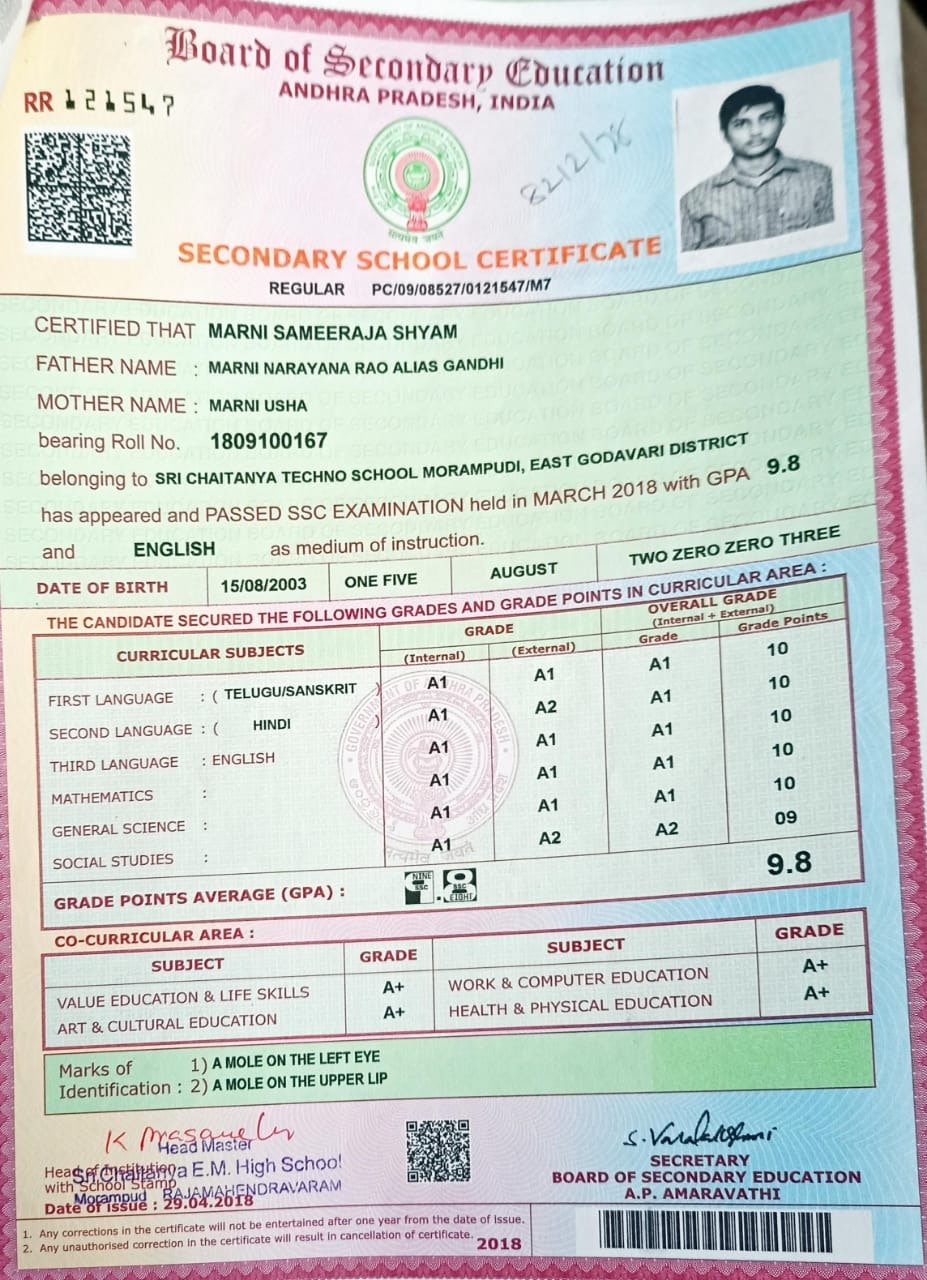 Board of Secondary Education
ANDHRA PRADESH, INDIA
RR 121547
सत्यमेव जयते
SECONDARY SCHOOL CERTIFICATE
REGULAR PC/09/08527/0121547/M7
CERTIFIED THAT MARNI SAMEERAJA SHYAM
FATHER NAME : MARNI NARAYANA RAO ALIAS GANDHI
MOTHER NAME : MARNI USHA
bearing Roll No. 1809100167
belonging to SRI CHAITANYA TECHNO SCHOOL MORAMPUDI, EAST GODAVARI DISTRICT
has appeared and PASSED SSC EXAMINATION held in MARCH 2018 with GPA 9.8
and ENGLISH as medium of instruction.
DATE OF BIRTH 15/08/2003 ONE FIVE AUGUST TWO ZERO ZERO THREE
THE CANDIDATE SECURED THE FOLLOWING GRADES AND GRADE POINTS IN CURRICULAR AREA :
CURRICULAR SUBJECTS GRADE OVERALL GRADE
(Internal + External)
(Internal) (External) Grade Grade Points
FIRST LANGUAGE : ( TELUGU/SANSKRIT ) A1 A1 A1 10
SECOND LANGUAGE : ( HINDI ) A1 A2 A1 10
THIRD LANGUAGE : ENGLISH A1 A1 A1 10
MATHEMATICS : A1 A1 A1 10
GENERAL SCIENCE : A1 A1 A1 10
SOCIAL STUDIES : A1 A2 A2 09
GRADE POINTS AVERAGE (GPA) : NINE SSC . SSC EIGHT 9.8
CO-CURRICULAR AREA :
SUBJECT GRADE SUBJECT GRADE
VALUE EDUCATION & LIFE SKILLS A+ WORK & COMPUTER EDUCATION A+
ART & CULTURAL EDUCATION A+ HEALTH & PHYSICAL EDUCATION A+
Marks of Identification : 1) A MOLE ON THE LEFT EYE
2) A MOLE ON THE UPPER LIP
Head Master
Head of Institution
with School Stamp
Sri Chaitanya E.M. High School
Morampud RAJAMAHENDRAVARAM
Date of issue : 29.04.2018
SECRETARY
BOARD OF SECONDARY EDUCATION
A.P. AMARAVATHI
1. Any corrections in the certificate will not be entertained after one year from the date of issue.
2. Any unauthorised correction in the certificate will result in cancellation of certificate.
2018